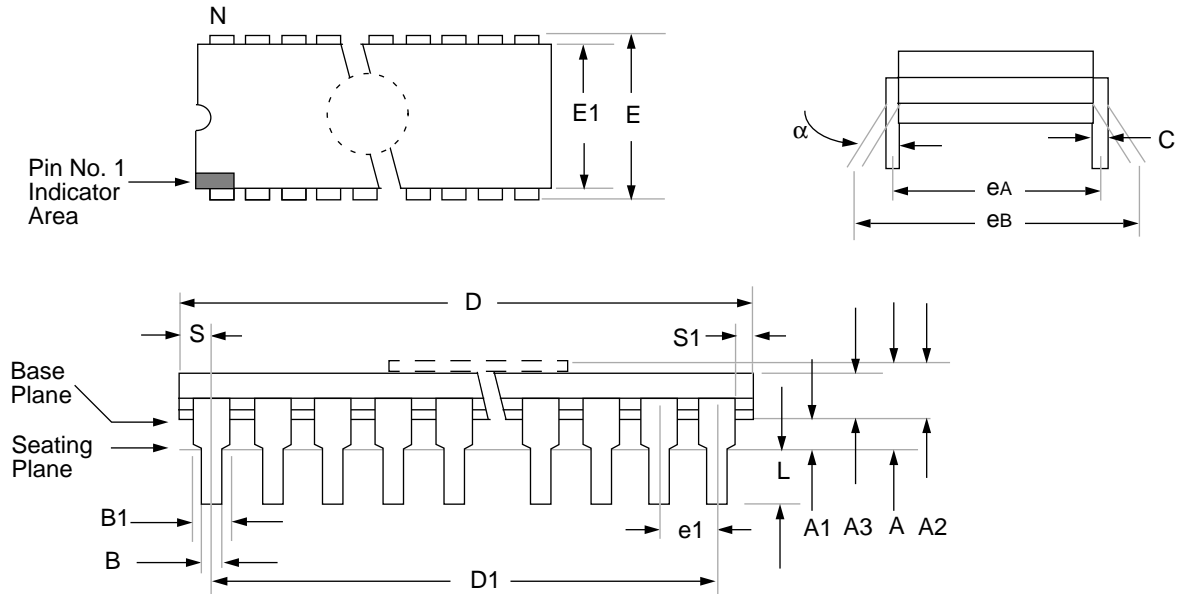 N
E1
E
α
C
eA
eB
Pin No. 1
Indicator
Area
D
S
S1
Base
Plane
Seating
Plane
L
B1
e1
A1
A3
A
A2
B
D1